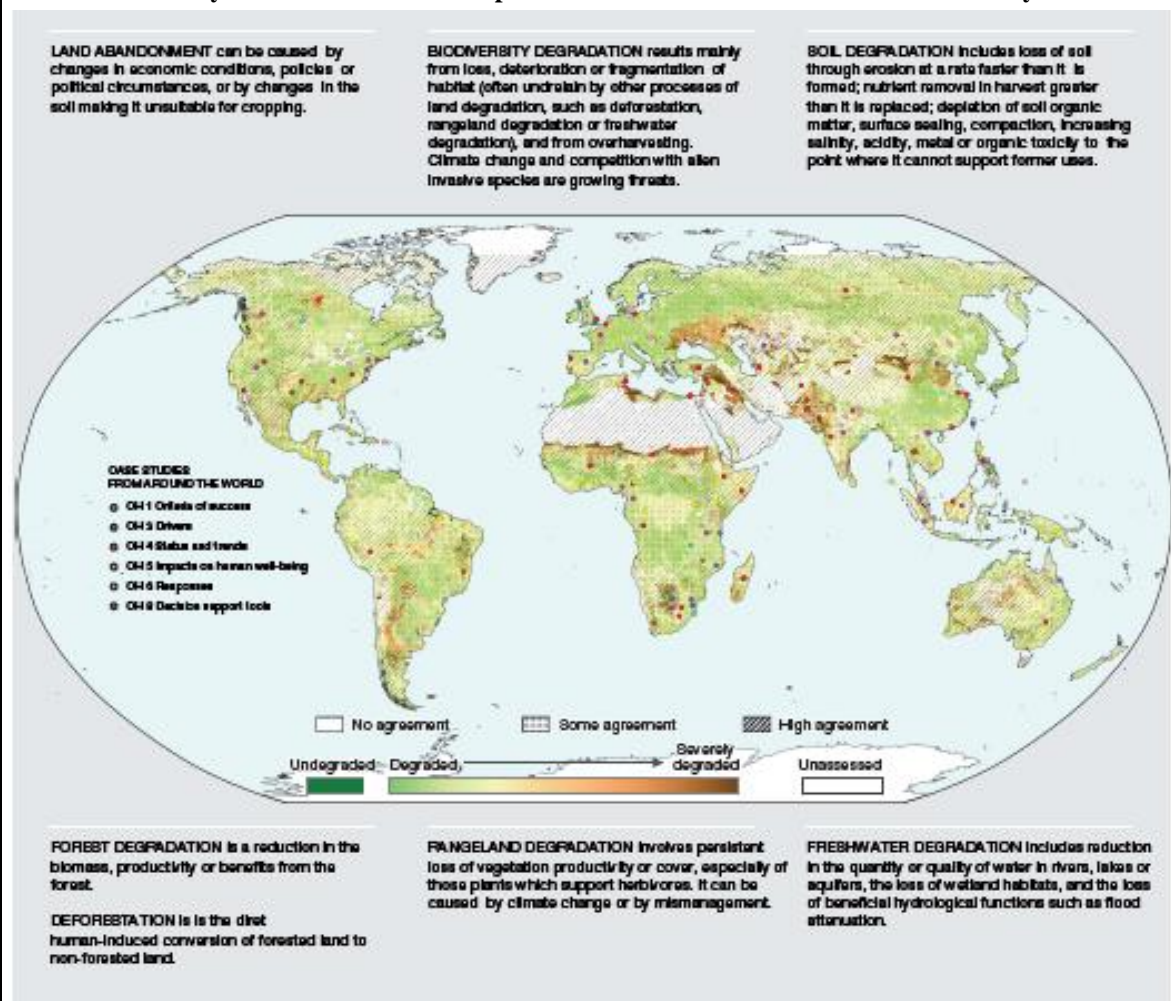 LAND ABANDONMENT can be caused by
changes in economic conditions, policies or
political circumstances, or by changes in the
soil making it unsuitable for cropping.
BIODIVERSITY DEGRADATION results mainly
from loss, deterioration or fragmentation of
habitat (often undrelain by other processes of
land degradation, such as deforestation,
rangeland degradation or freshwater
degradation), and from overharvesting.
Climate change and competition with alien
invasive species are growing threats.
SOIL DEGRADATION includes loss of soil
through erosion at a rate faster than it is
formed; nutrient removal in harvest greater
than it is replaced; depletion of soil organic
matter, surface sealing, compaction, increasing
salinity, acidity, metal or organic toxicity to the
point where it cannot support former uses.
CASE STUDIES
FROM AROUND THE WORLD
CH 1 Criteria of success
CH 3 Drivers
CH 4 Status and trends
CH 5 Impacts on human well-being
CH 6 Responses
CH 8 Decision support tools
No agreement
Some agreement
High agreement
Undegraded
Degraded
Severely
degraded
Unassessed
FOREST DEGRADATION is a reduction in the
biomass, productivity or benefits from the
forest.
DEFORESTATION is is the diret
human-induced conversion of forested land to
non-forested land.
RANGELAND DEGRADATION involves persistent
loss of vegetation productivity or cover, especially of
those plants which support herbivores. It can be
caused by climate change or by mismanagement.
FRESHWATER DEGRADATION includes reduction
in the quantity or quality of water in rivers, lakes or
aquifers, the loss of wetland habitats, and the loss
of beneficial hydrological functions such as flood
attenuation.